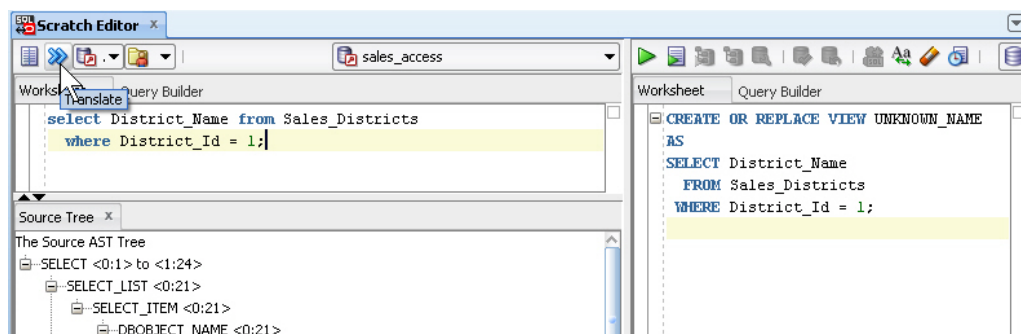 SQL
Scratch Editor
sales_access
Worksheet Query Builder
Translate
select District_Name from Sales_Districts
where District_Id = 1;
Source Tree
The Source AST Tree
SELECT <0:1> to <1:24>
SELECT_LIST <0:21>
SELECT_ITEM <0:21>
DBOBJECT_NAME <0:21>
Worksheet Query Builder
CREATE OR REPLACE VIEW UNKNOWN_NAME
AS
SELECT District_Name
FROM Sales_Districts
WHERE District_Id = 1;